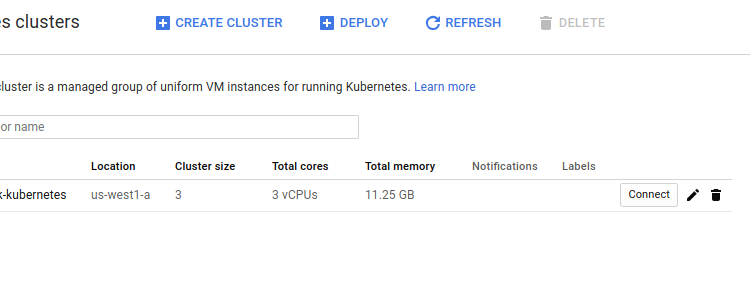 es clusters CREATE CLUSTER DEPLOY REFRESH DELETE
cluster is a managed group of uniform VM instances for running Kubernetes. Learn more
or name
Location Cluster size Total cores Total memory Notifications Labels
k-kubernetes us-west1-a 3 3 vCPUs 11.25 GB Connect